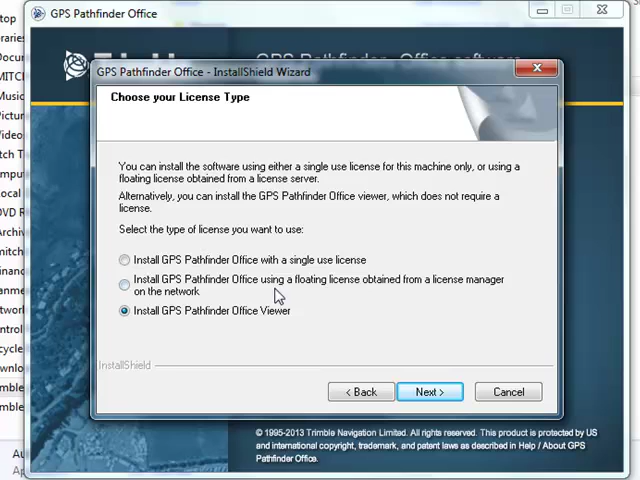 GPS Pathfinder Office
GPS Pathfinder Office software
GPS Pathfinder Office - InstallShield Wizard
Choose your License Type
You can install the software using either a single use license for this machine only, or using a
floating license obtained from a license server.
Alternatively, you can install the GPS Pathfinder Office viewer, which does not require a
license.
Select the type of license you want to use:
Install GPS Pathfinder Office with a single use license
Install GPS Pathfinder Office using a floating license obtained from a license manager
on the network
Install GPS Pathfinder Office Viewer
InstallShield
< Back
Next >
Cancel
© 1995-2013 Trimble Navigation Limited. All rights reserved. This product is protected by US
and international copyright, trademark, and patent laws as described in Help / About GPS
Pathfinder Office.